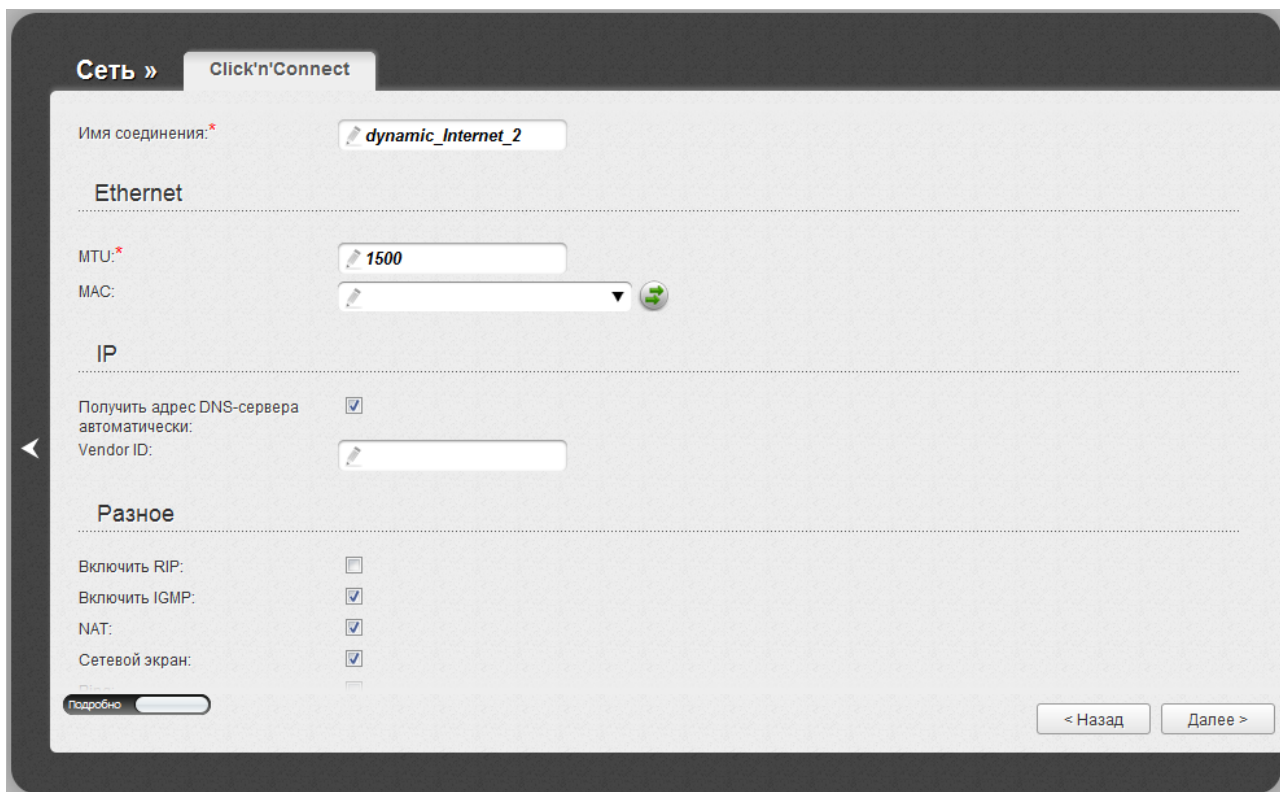 Сеть »
Click'n'Connect
Имя соединения:*
dynamic_Internet_2
Ethernet
MTU:*
1500
MAC:
IP
Получить адрес DNS-сервера
автоматически:
Vendor ID:
Разное
Включить RIP:
Включить IGMP:
NAT:
Сетевой экран:
Ping:
Подробно
< Назад
Далее >